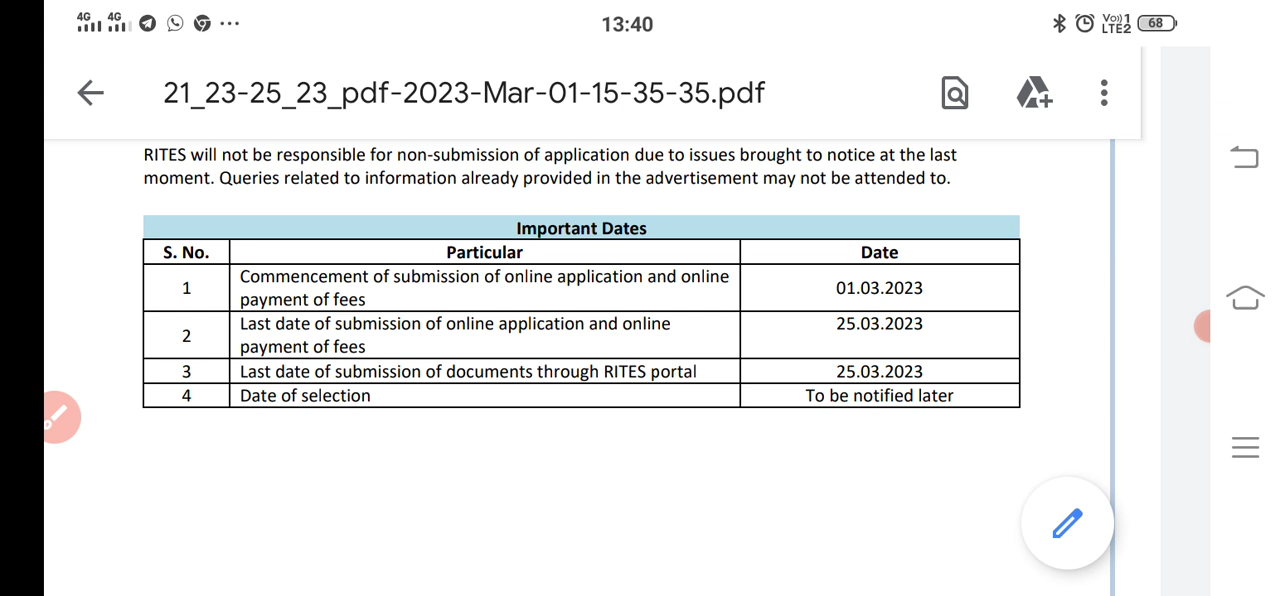 4G 4G 13:40 Vo)) 1 LTE2 68
21_23-25_23_pdf-2023-Mar-01-15-35-35.pdf
RITES will not be responsible for non-submission of application due to issues brought to notice at the last
moment. Queries related to information already provided in the advertisement may not be attended to.
Important Dates
S. No. Particular Date
1 Commencement of submission of online application and online payment of fees 01.03.2023
2 Last date of submission of online application and online payment of fees 25.03.2023
3 Last date of submission of documents through RITES portal 25.03.2023
4 Date of selection To be notified later